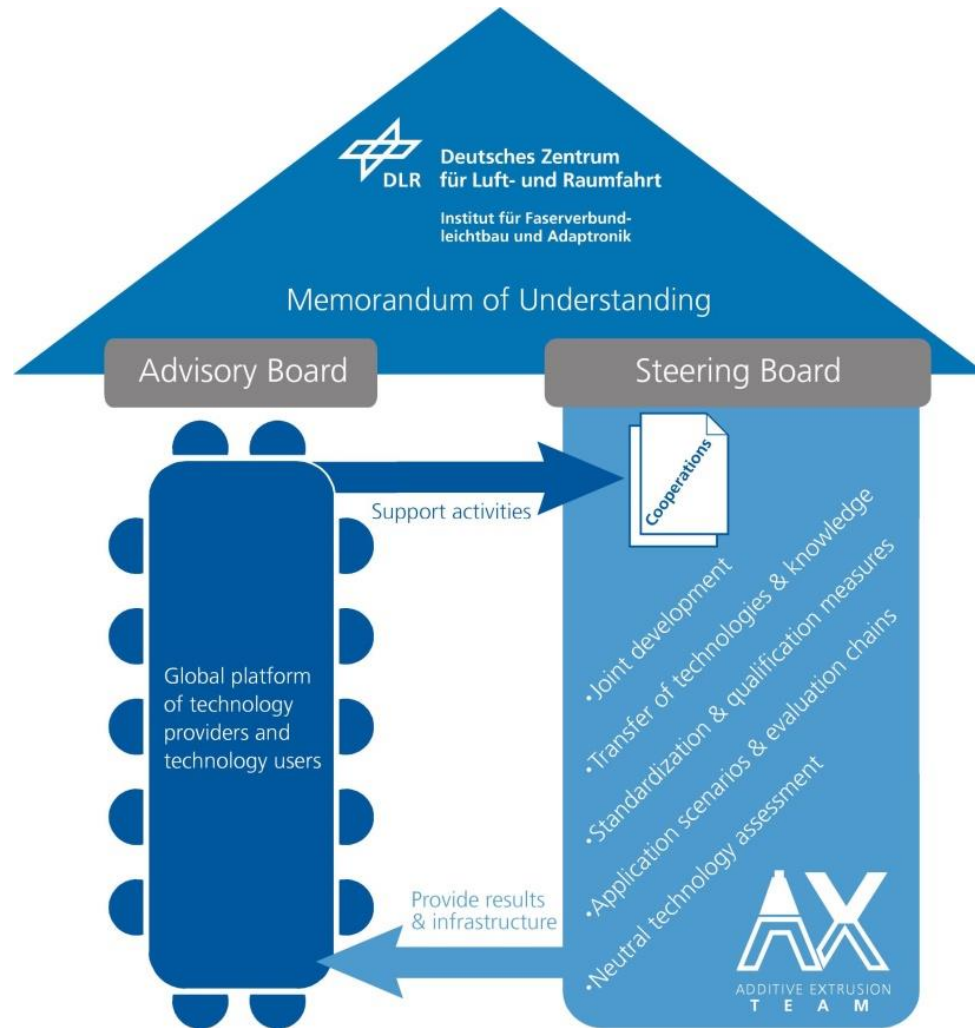 DLR
Deutsches Zentrum
für Luft- und Raumfahrt
Institut für Faserverbund-
leichtbau und Adaptronik
Memorandum of Understanding
Advisory Board
Steering Board
Support activities
Cooperations
Global platform
of technology
providers and
technology users
•Joint development
•Transfer of technologies & knowledge
•Standardization & qualification measures
•Application scenarios & evaluation chains
•Neutral technology assessment
Provide results
& infrastructure
AX
ADDITIVE EXTRUSION
TEAM